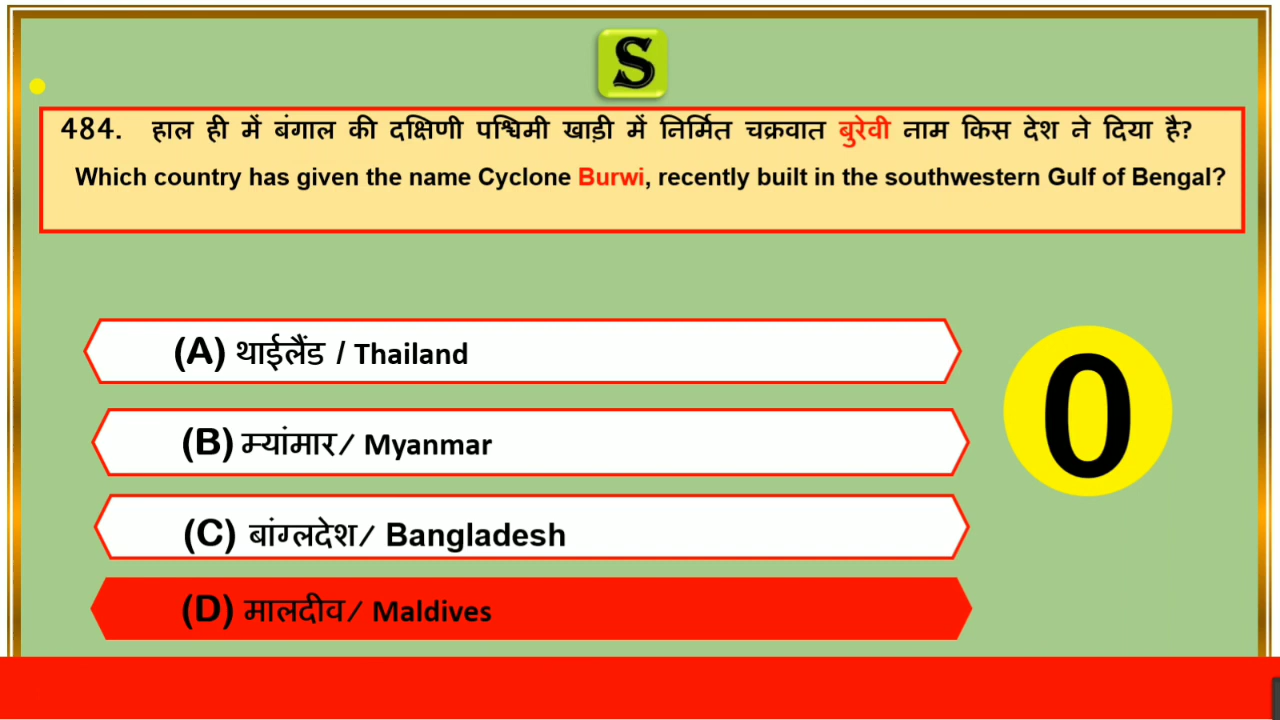 S
484. हाल ही में बंगाल की दक्षिणी पश्चिमी खाड़ी में निर्मित चक्रवात बुरेवी नाम किस देश ने दिया है?
Which country has given the name Cyclone Burwi, recently built in the southwestern Gulf of Bengal?
(A) थाईलैंड / Thailand
(B) म्यांमार/ Myanmar
(C) बांग्लदेश/ Bangladesh
(D) मालदीव/ Maldives
0